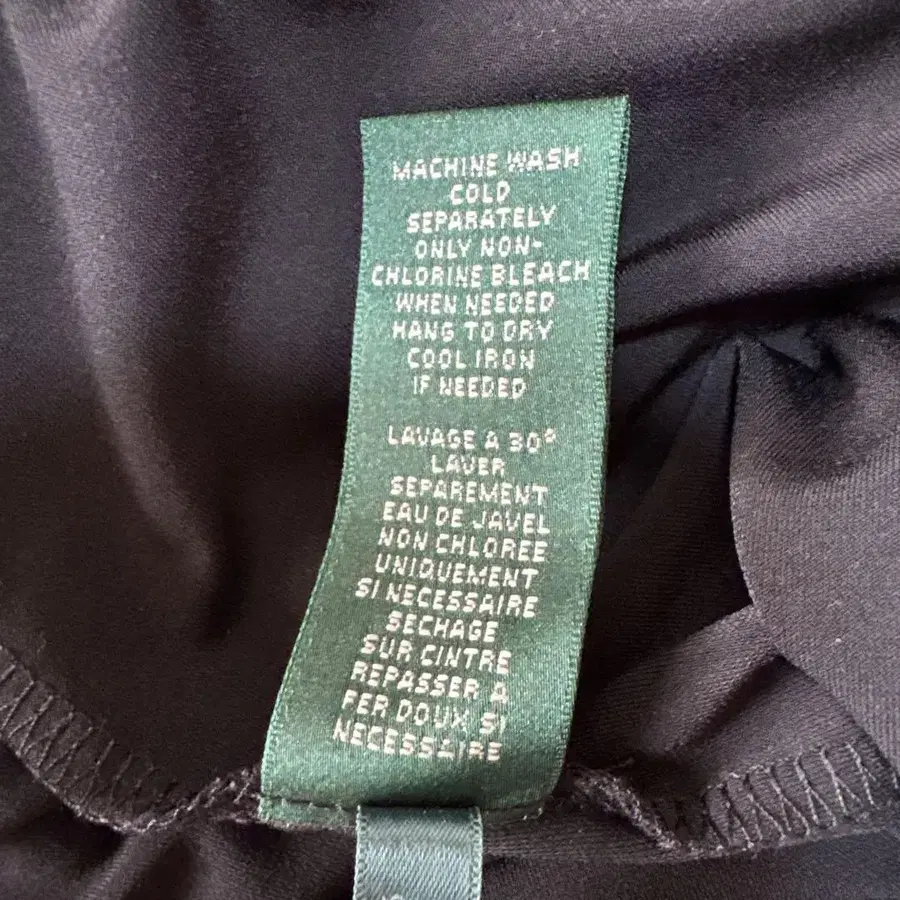 MACHINE WASH
COLD
SEPARATELY
ONLY NON-
CHLORINE BLEACH
WHEN NEEDED
HANG TO DRY
COOL IRON
IF NEEDED
LAVAGE A 30°
LAVER
SEPAREMENT
EAU DE JAVEL
NON CHLOREE
UNIQUEMENT
SI NECESSAIRE
SECHAGE
SUR CINTRE
REPASSER A
FER DOUX SI
NECESSAIRE